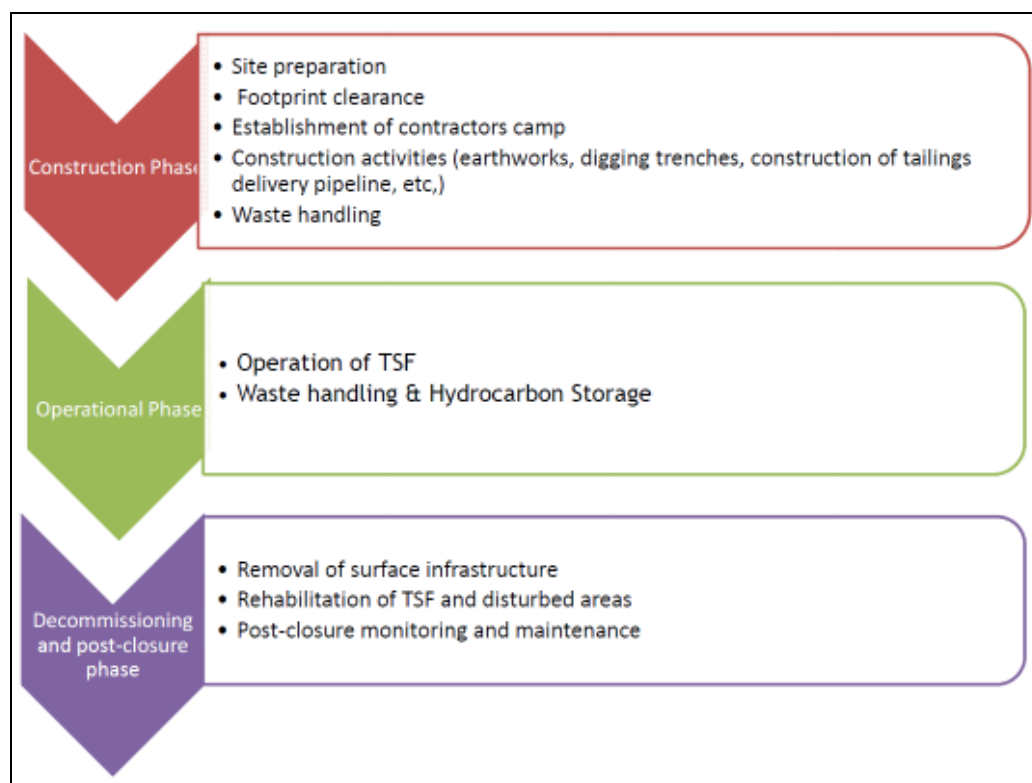 Construction Phase
• Site preparation
• Footprint clearance
• Establishment of contractors camp
• Construction activities (earthworks, digging trenches, construction of tailings
delivery pipeline, etc,)
• Waste handling
Operational Phase
• Operation of TSF
• Waste handling & Hydrocarbon Storage
Decommissioning
and post-closure
phase
• Removal of surface infrastructure
• Rehabilitation of TSF and disturbed areas
• Post-closure monitoring and maintenance